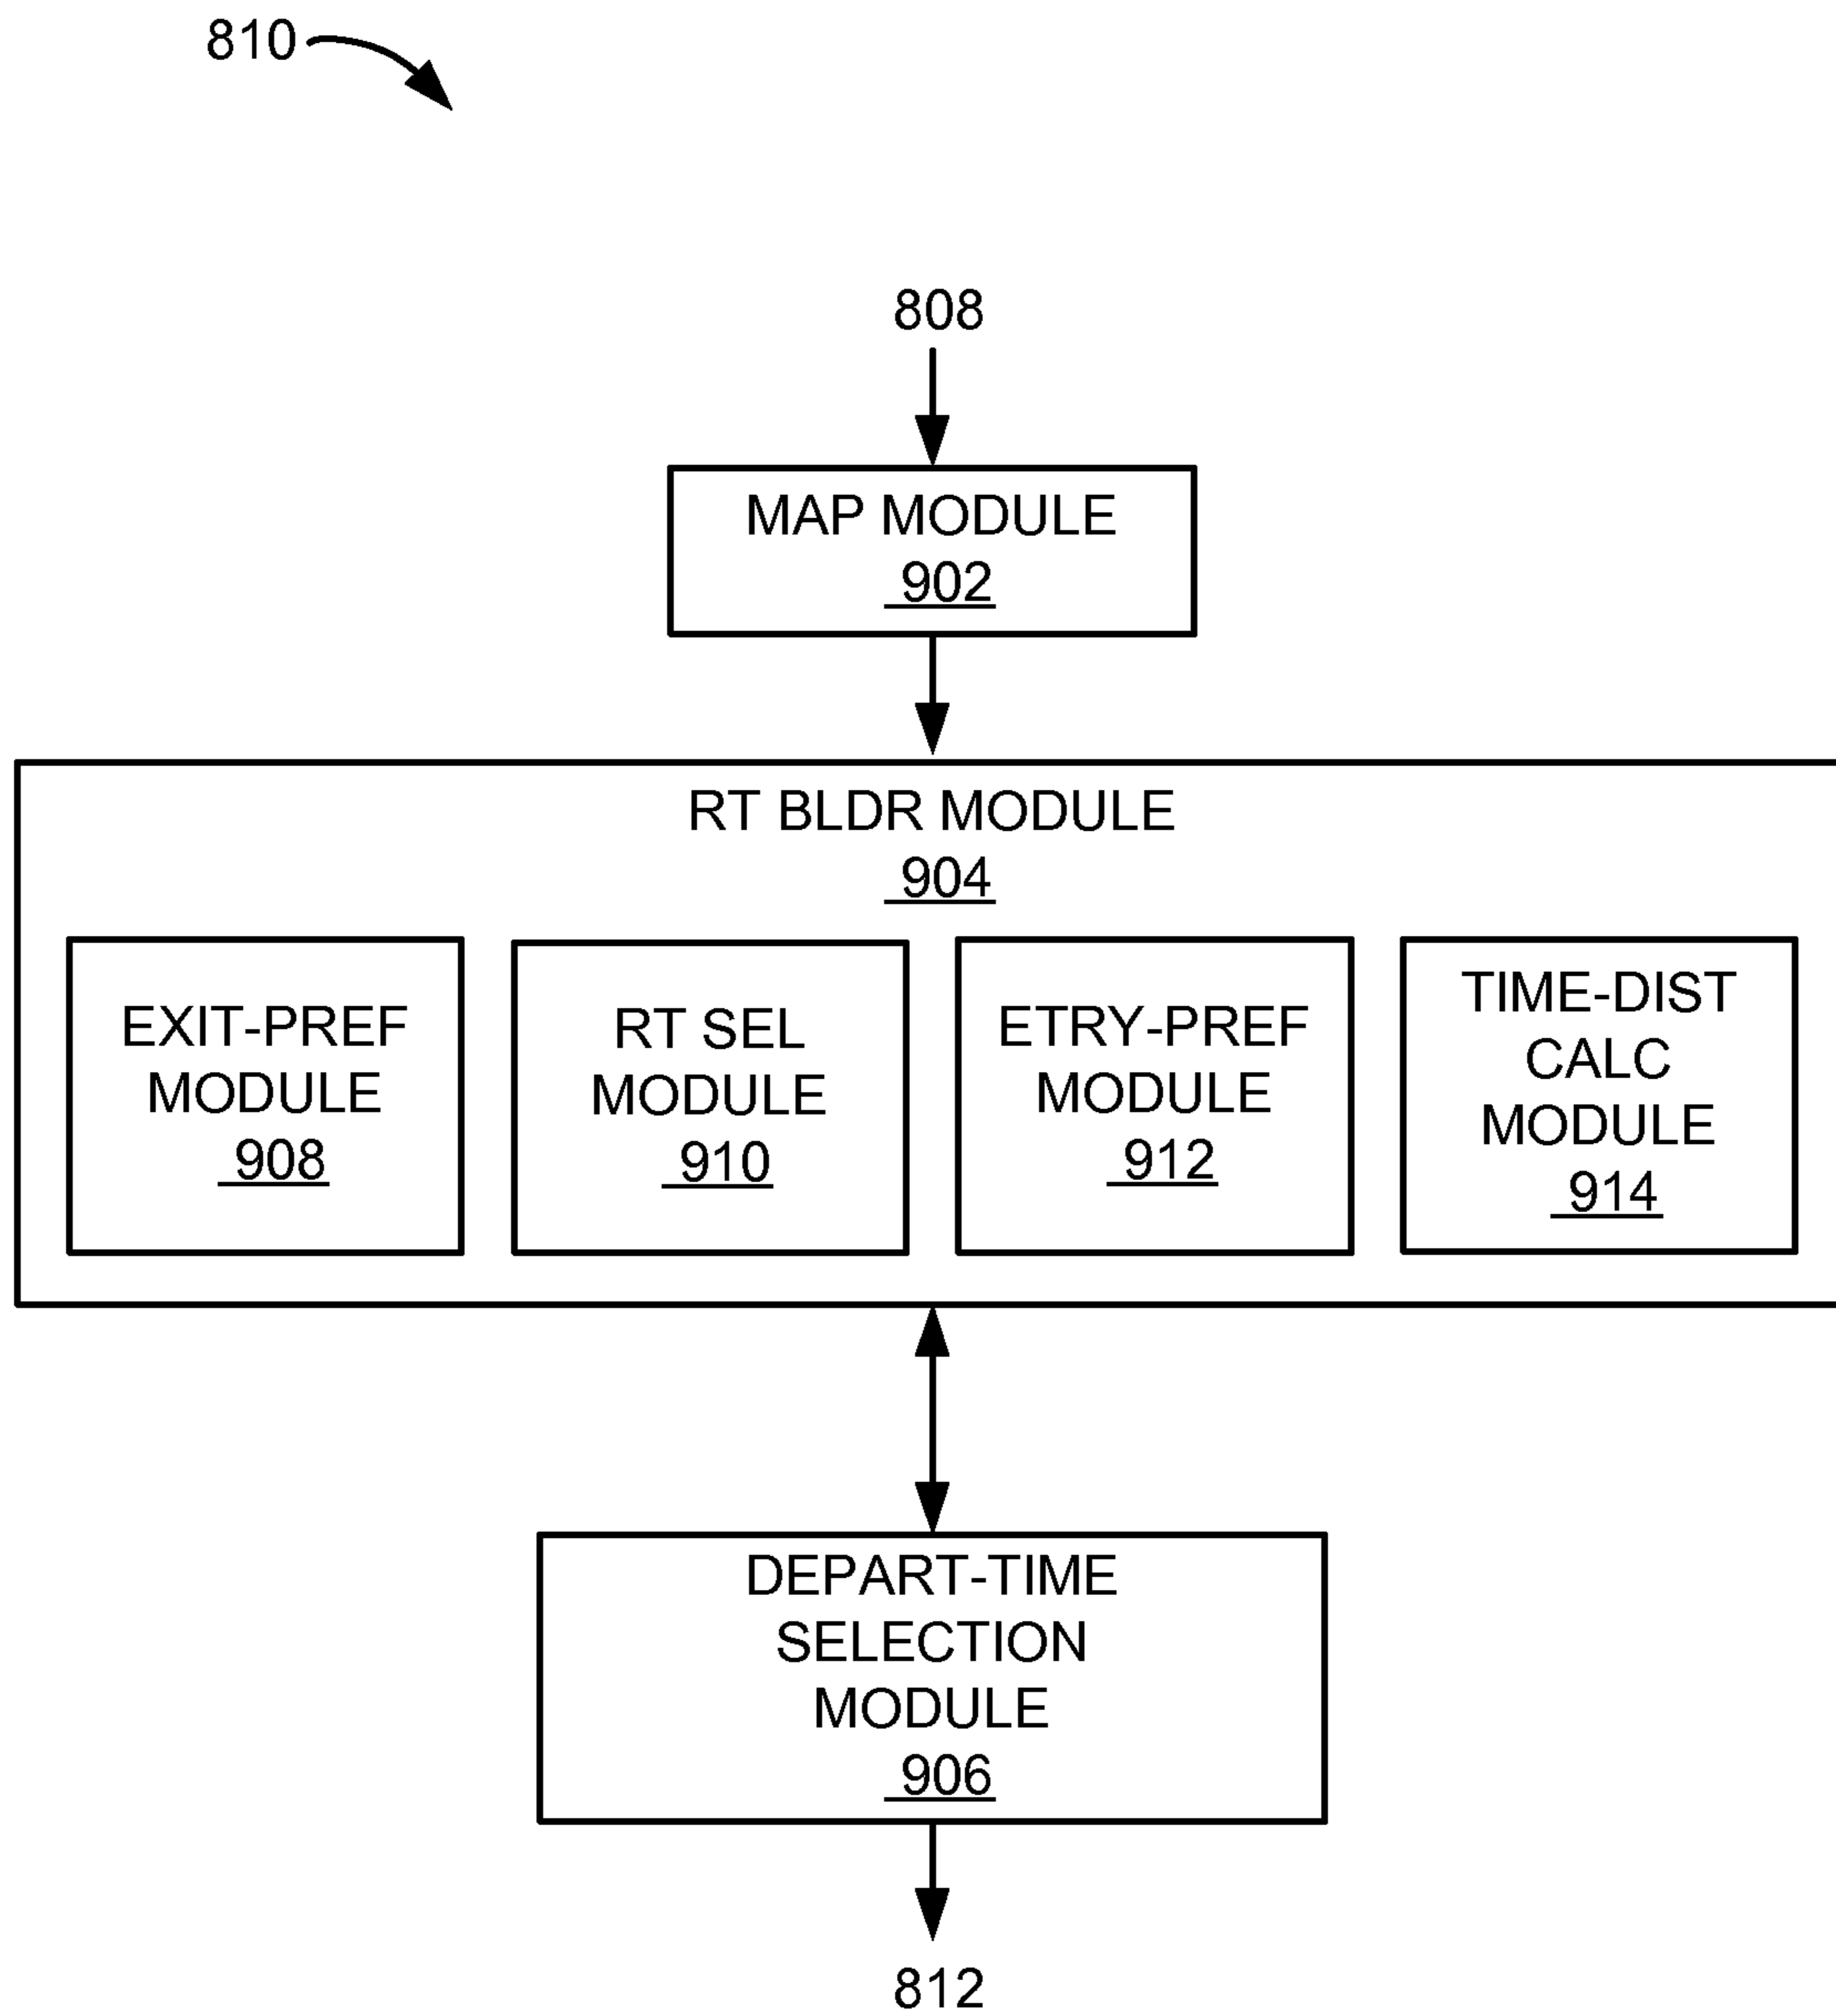 810
808
MAP MODULE
902
RT BLDR MODULE
904
EXIT-PREF
MODULE
908
RT SEL
MODULE
910
ETRY-PREF
MODULE
912
TIME-DIST
CALC
MODULE
914
DEPART-TIME
SELECTION
MODULE
906
812